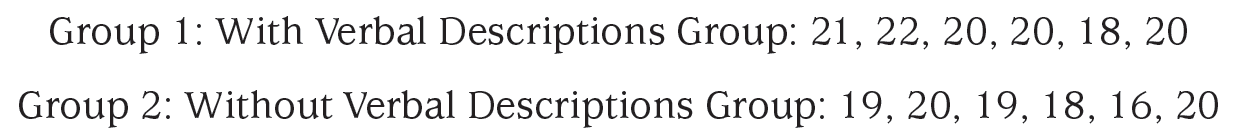 Group 1: With Verbal Descriptions Group: 21, 22, 20, 20, 18, 20
Group 2: Without Verbal Descriptions Group: 19, 20, 19, 18, 16, 20